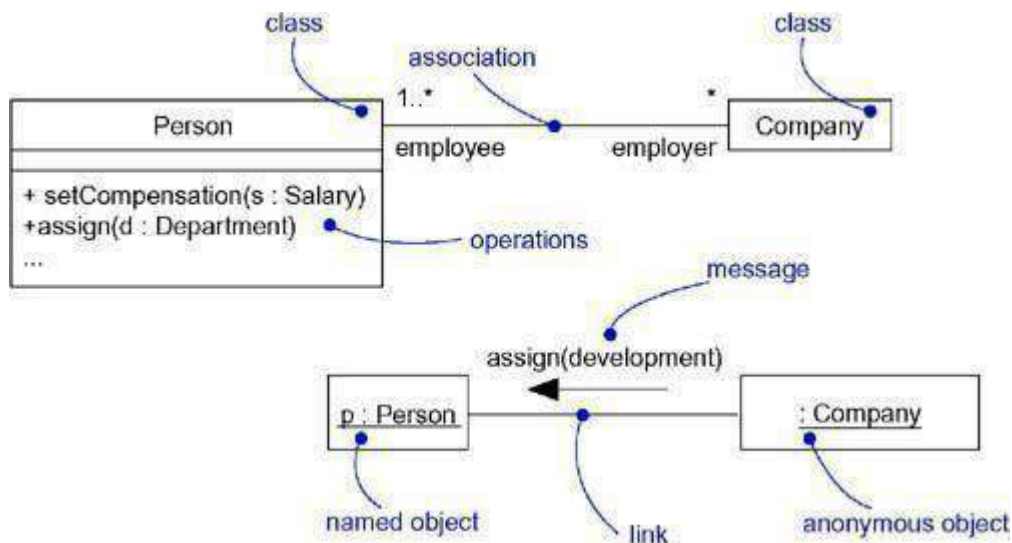 class
class
association
1..*
*
Person
Company
employee
employer
+ setCompensation(s : Salary)
+assign(d : Department)
...
operations
message
assign(development)
p : Person
: Company
named object
link
anonymous object